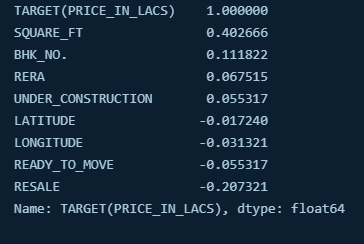 TARGET(PRICE_IN_LACS)    1.000000
SQUARE_FT                0.402666
BHK_NO.                  0.111822
RERA                     0.067515
UNDER_CONSTRUCTION       0.055317
LATITUDE                -0.017240
LONGITUDE               -0.031321
READY_TO_MOVE           -0.055317
RESALE                  -0.207321
Name: TARGET(PRICE_IN_LACS), dtype: float64